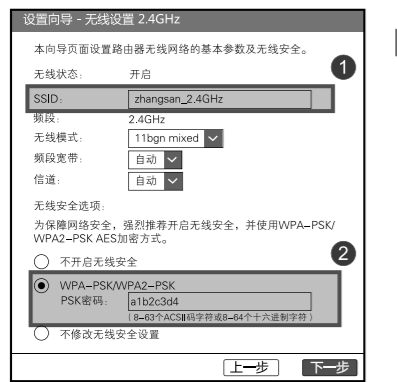 设置向导 - 无线设置 2.4GHz
本向导页面设置路由器无线网络的基本参数及无线安全。
无线状态: 开启
1
SSID: zhangsan_2.4GHz
频段: 2.4GHz
无线模式: 11bgn mixed
频段宽带: 自动
信道: 自动
无线安全选项:
为保障网络安全，强烈推荐开启无线安全，并使用WPA-PSK/
WPA2-PSK AES加密方式。
2
不开启无线安全
WPA-PSK/WPA2-PSK
PSK密码: a1b2c3d4
(8-63个ACSII码字符或8-64个十六进制字符)
不修改无线安全设置
上一步 下一步